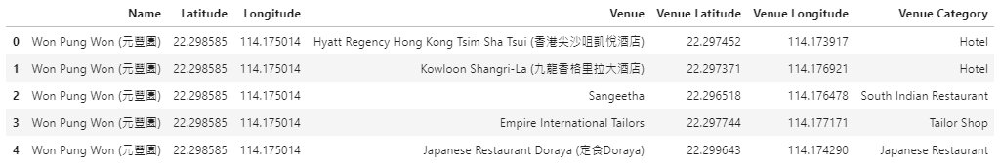 Name Latitude Longitude Venue Venue Latitude Venue Longitude Venue Category
0 Won Pung Won (元豐園) 22.298585 114.175014 Hyatt Regency Hong Kong Tsim Sha Tsui (香港尖沙咀凱悅酒店) 22.297452 114.173917 Hotel
1 Won Pung Won (元豐園) 22.298585 114.175014 Kowloon Shangri-La (九龍香格里拉大酒店) 22.297371 114.176921 Hotel
2 Won Pung Won (元豐園) 22.298585 114.175014 Sangeetha 22.296518 114.176478 South Indian Restaurant
3 Won Pung Won (元豐園) 22.298585 114.175014 Empire International Tailors 22.297744 114.177171 Tailor Shop
4 Won Pung Won (元豐園) 22.298585 114.175014 Japanese Restaurant Doraya (定食Doraya) 22.299643 114.174290 Japanese Restaurant